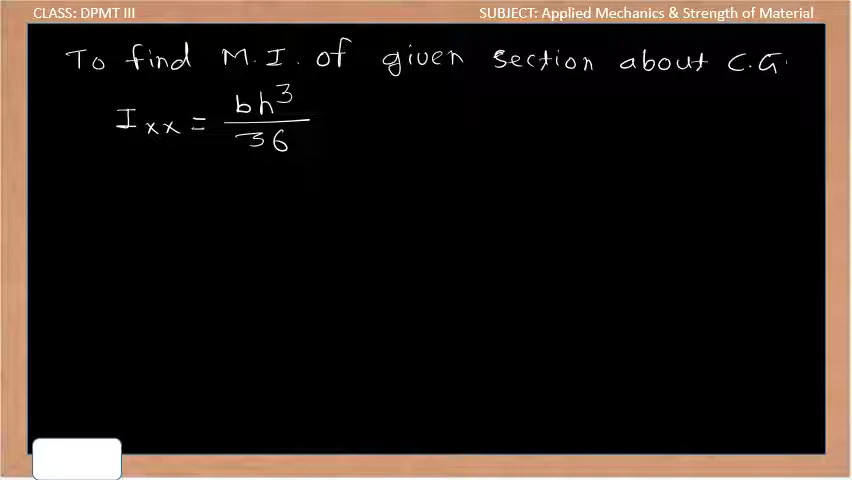 CLASS: DPMT III SUBJECT: Applied Mechanics & Strength of Material
To find M.I. of given section about C.G.
Ixx = bh³/36